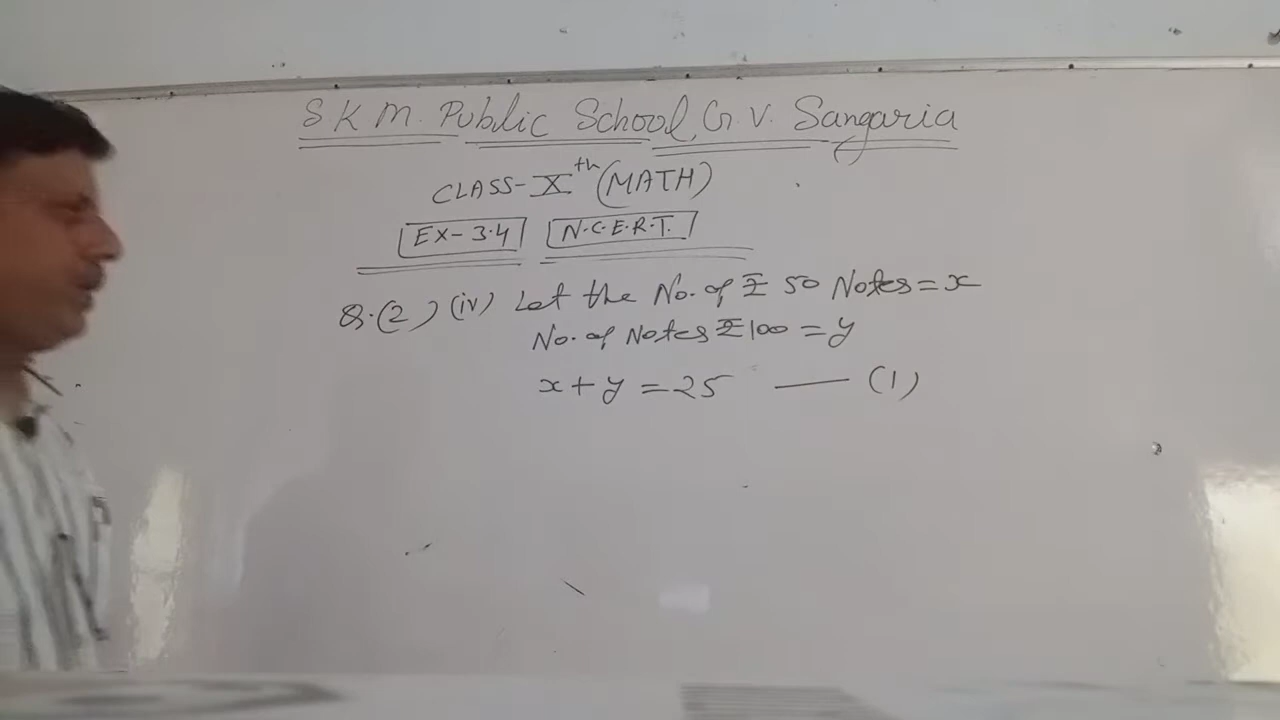 S.K.M. Public School, G.V. Sangaria
CLASS-Xth (MATH)
EX-3.4 N.C.E.R.T.
Q.(2) (iv) Let the No. of ₹ 50 Notes = x
No. of Notes ₹ 100 = y
x + y = 25 — (1)